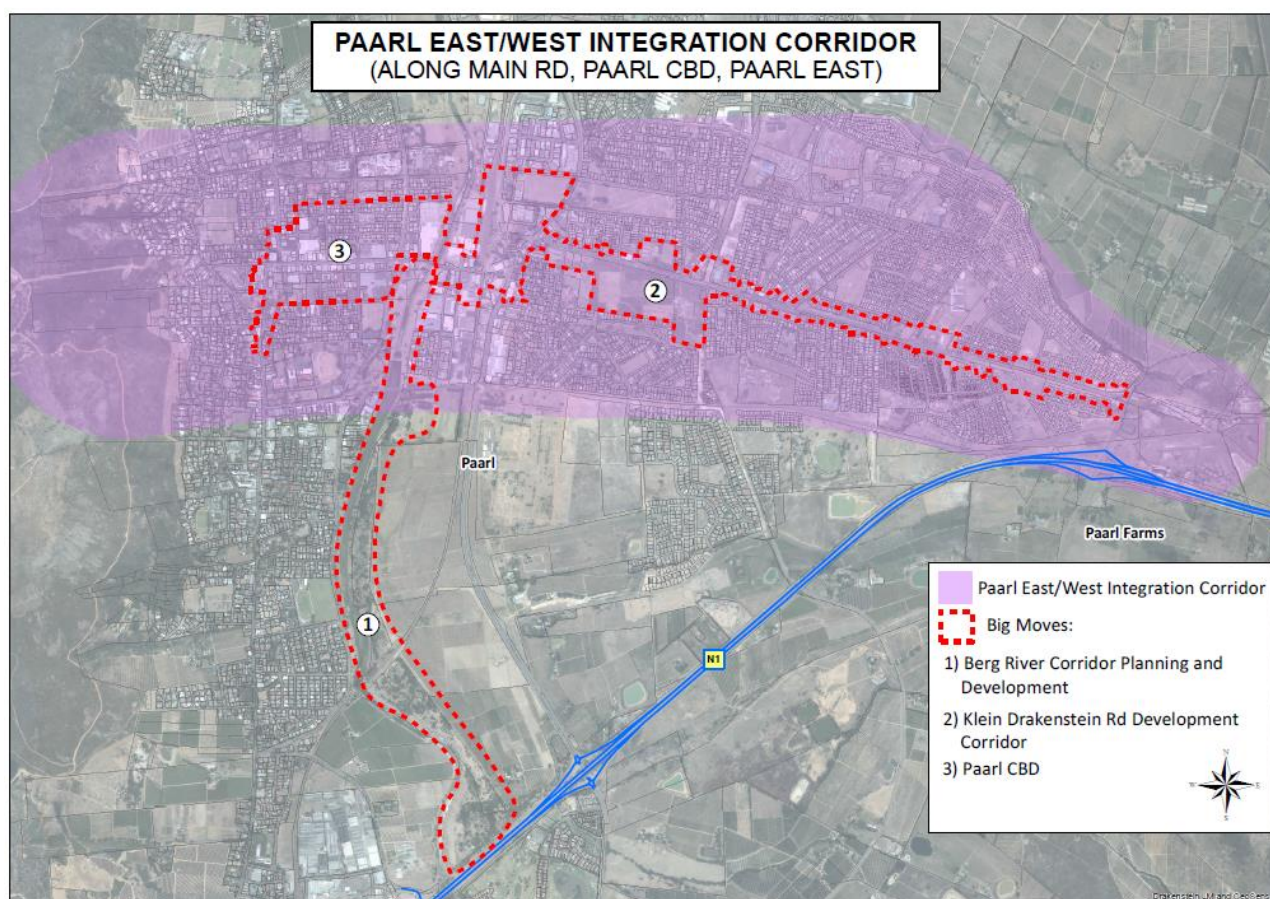 PAARL EAST/WEST INTEGRATION CORRIDOR
(ALONG MAIN RD, PAARL CBD, PAARL EAST)
3
2
Paarl
Paarl Farms
1
N1
Paarl East/West Integration Corridor
Big Moves:
1) Berg River Corridor Planning and
Development
2) Klein Drakenstein Rd Development
Corridor
3) Paarl CBD
N
W
E
S
Drakenstein